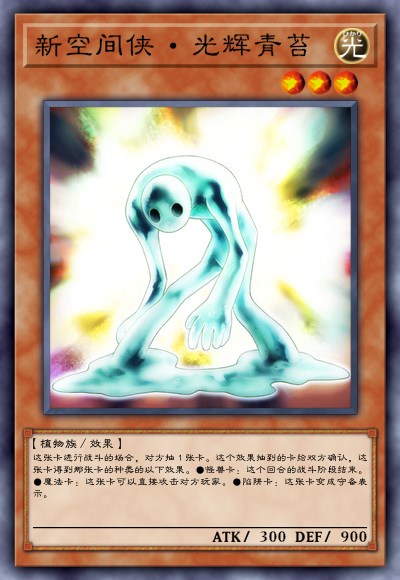 新空间侠·光辉青苔
光
【植物族／效果】
这张卡进行战斗的场合，对方抽1张卡。这个效果抽到的卡给双方确认，这
张卡得到那张卡的种类的以下效果。●怪兽卡：这个回合的战斗阶段结束。
●魔法卡：这张卡可以直接攻击对方玩家。●陷阱卡：这张卡变成守备表
示。
ATK/ 300 DEF/ 900